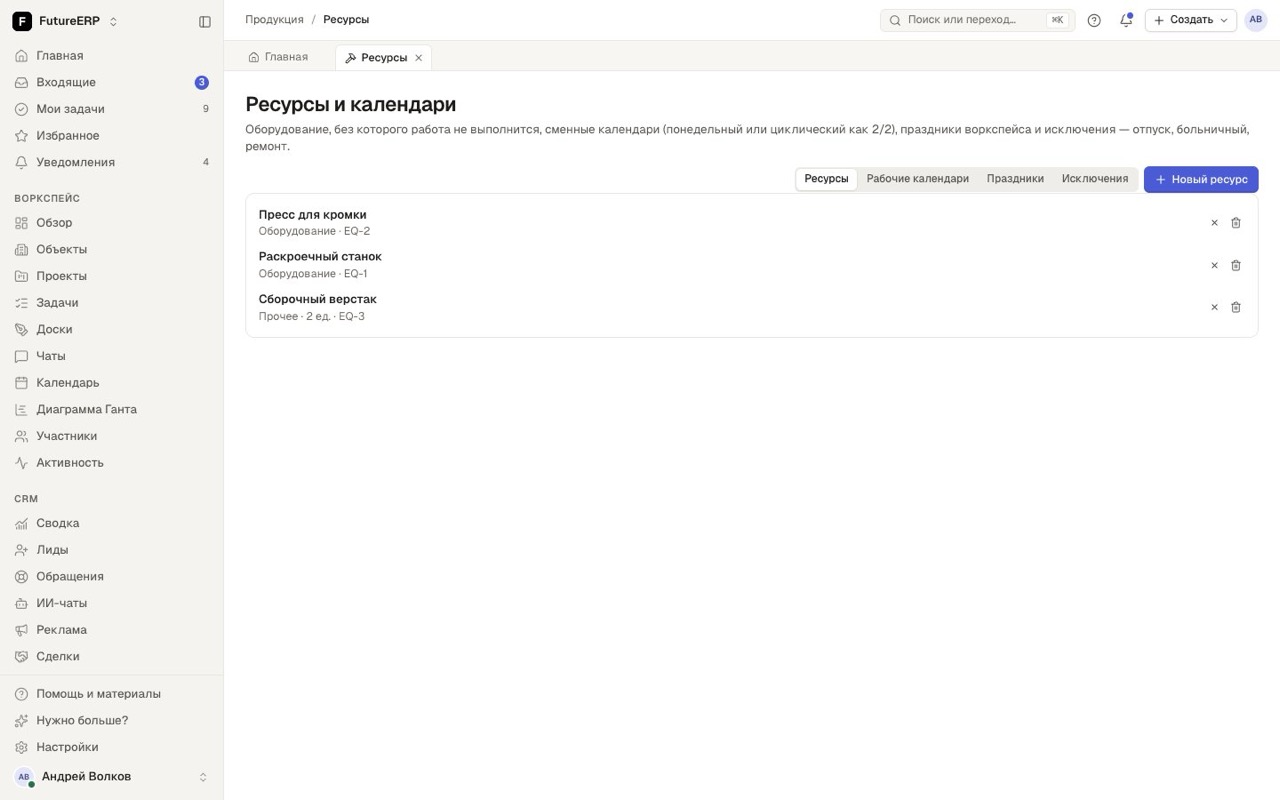 FutureERP
Главная
Входящие 3
Мои задачи 9
Избранное
Уведомления 4
ВОРКСПЕЙС
Обзор
Объекты
Проекты
Задачи
Доски
Чаты
Календарь
Диаграмма Ганта
Участники
Активность
CRM
Сводка
Лиды
Обращения
ИИ-чаты
Реклама
Сделки
Помощь и материалы
Нужно больше?
Настройки
АВ Андрей Волков
Продукция / Ресурсы
Поиск или переход… ⌘K
Создать
АВ
Главная
Ресурсы
Ресурсы и календари
Оборудование, без которого работа не выполнится, сменные календари (понедельный или циклический как 2/2), праздники воркспейса и исключения — отпуск, больничный,
ремонт.
Ресурсы Рабочие календари Праздники Исключения Новый ресурс
Пресс для кромки
Оборудование · EQ-2
Раскроечный станок
Оборудование · EQ-1
Сборочный верстак
Прочее · 2 ед. · EQ-3